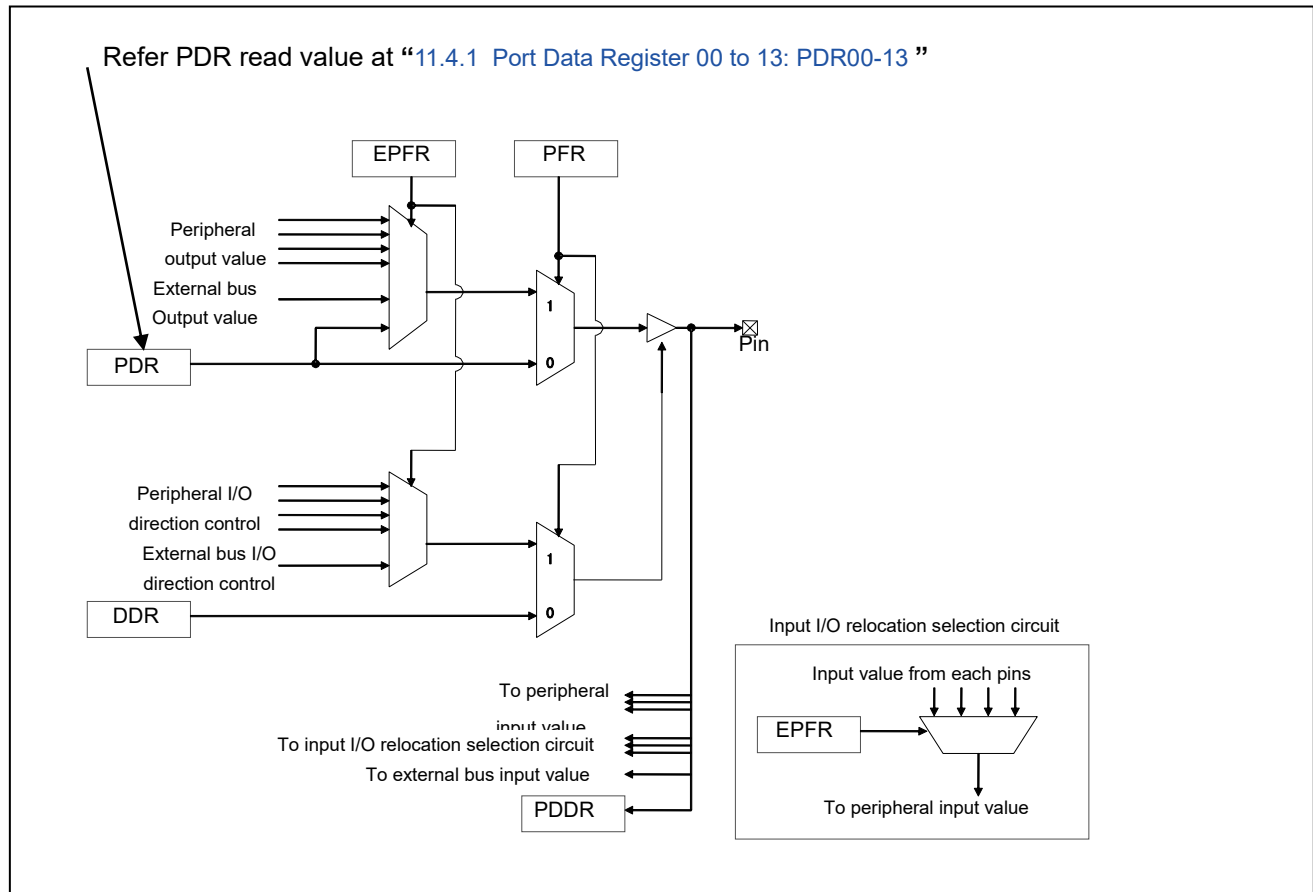 Refer PDR read value at “11.4.1 Port Data Register 00 to 13: PDR00-13 ”
EPFR
PFR
Peripheral
output value
External bus
Output value
1
0
Pin
PDR
Peripheral I/O
direction control
External bus I/O
direction control
1
0
DDR
Input I/O relocation selection circuit
Input value from each pins
EPFR
To peripheral input value
To peripheral
input value
To input I/O relocation selection circuit
To external bus input value
PDDR